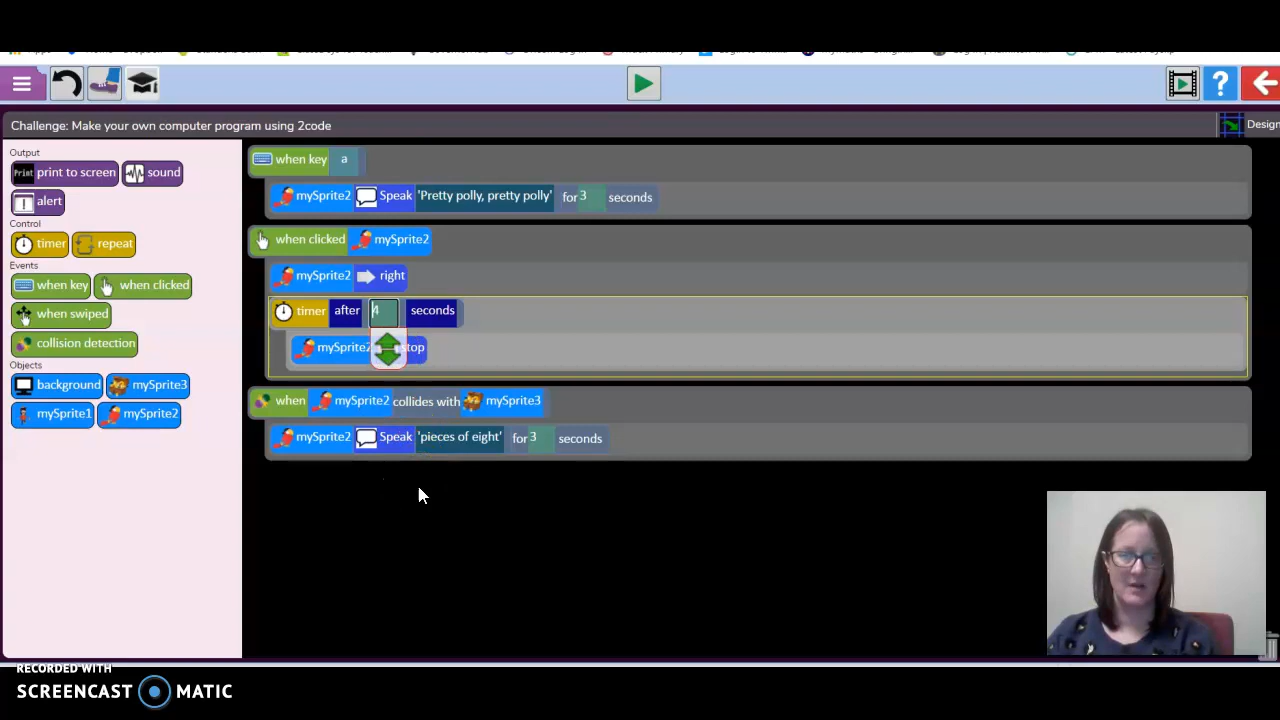 Challenge: Make your own computer program using 2code
Design
Output
Print print to screen
sound
alert
Control
timer
repeat
Events
when key
when clicked
when swiped
collision detection
Objects
background
mySprite3
mySprite1
mySprite2
when key a
mySprite2 Speak 'Pretty polly, pretty polly' for 3 seconds
when clicked mySprite2
mySprite2 right
timer after 4 seconds
mySprite2 stop
when mySprite2 collides with mySprite3
mySprite2 Speak 'pieces of eight' for 3 seconds
RECORDED WITH
SCREENCAST MATIC